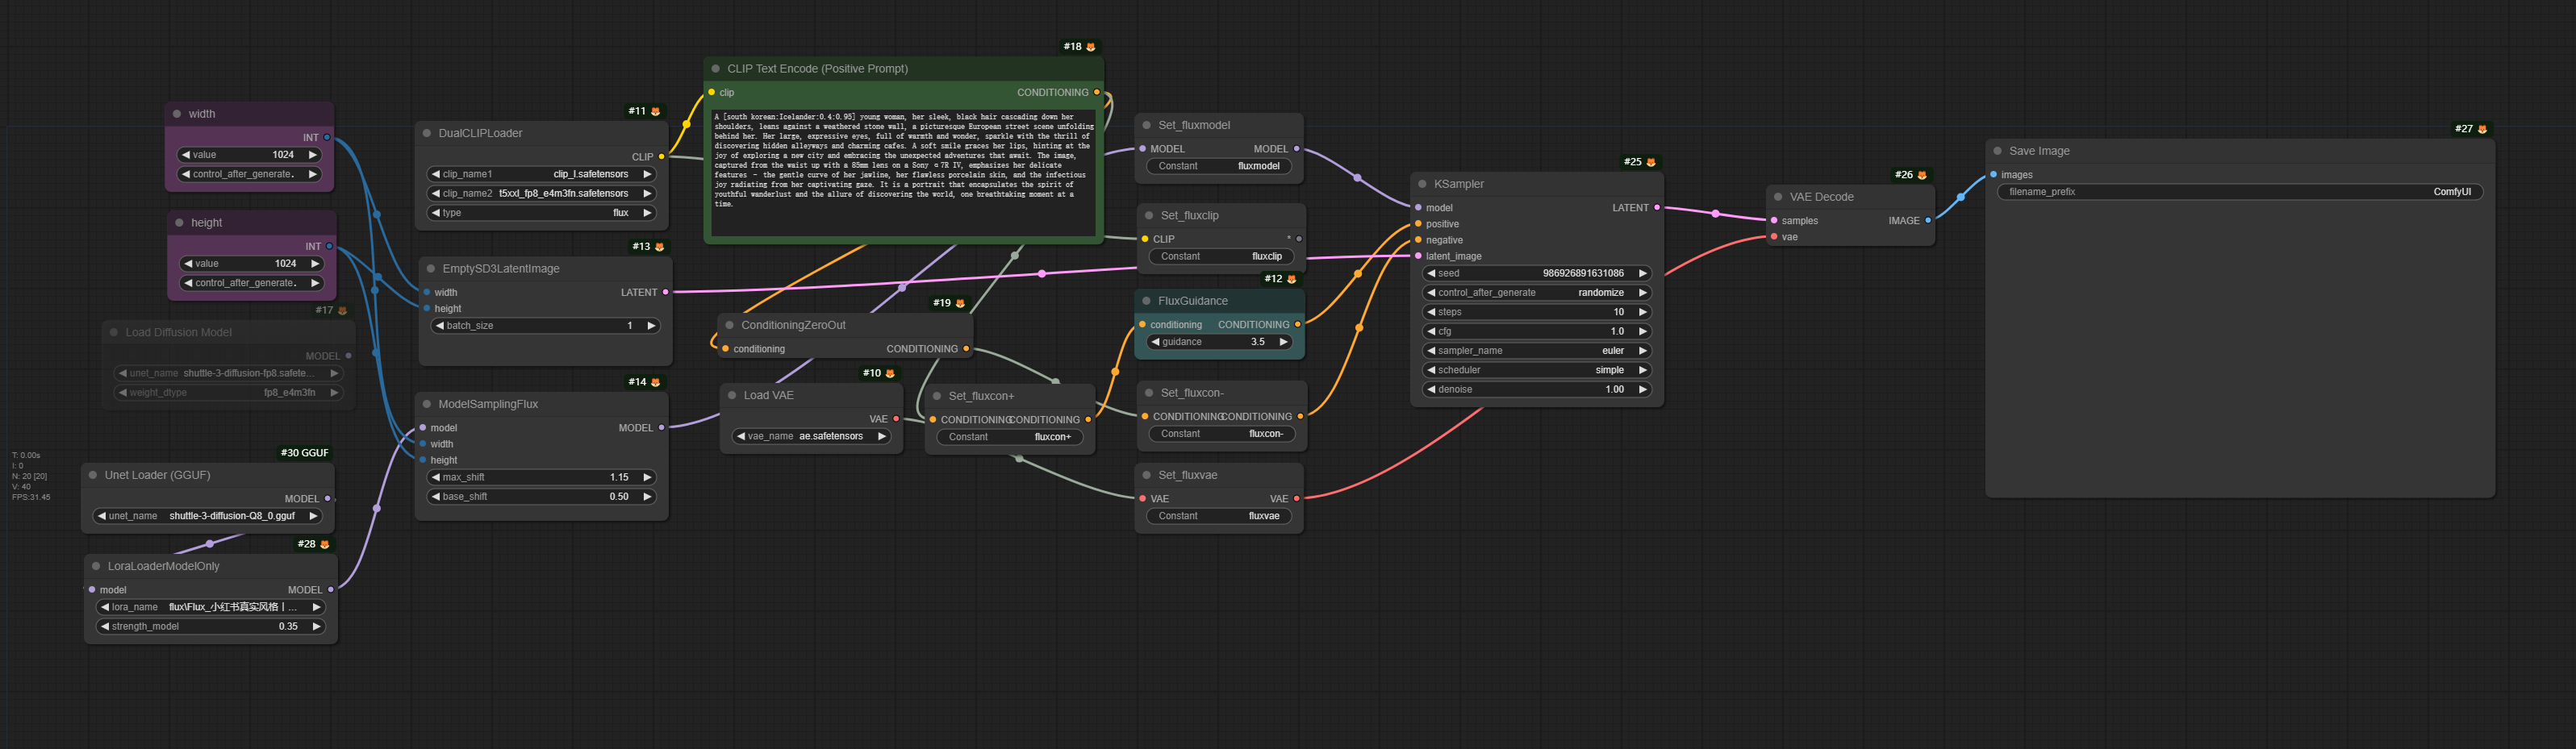 width
INT
value 1024
control_after_generate.
height
INT
value 1024
control_after_generate.
#17
Load Diffusion Model
MODEL
unet_name shuttle-3-diffusion-fp8.safete...
weight_dtype fp8_e4m3fn
T: 0.00s
I: 0
N: 20 [20]
V: 40
FPS:31.45
#30 GGUF
Unet Loader (GGUF)
MODEL
unet_name shuttle-3-diffusion-Q8_0.gguf
#28
LoraLoaderModelOnly
model MODEL
lora_name flux\Flux_小红书真实风格丨...
strength_model 0.35
#11
DualCLIPLoader
CLIP
clip_name1 clip_l.safetensors
clip_name2 t5xxl_fp8_e4m3fn.safetensors
type flux
#13
EmptySD3LatentImage
width LATENT
height
batch_size 1
#14
ModelSamplingFlux
model MODEL
width
height
max_shift 1.15
base_shift 0.50
#18
CLIP Text Encode (Positive Prompt)
clip CONDITIONING
A [south korean:Icelander:0.4:0.95] young woman, her sleek, black hair cascading down her
shoulders, leans against a weathered stone wall, a picturesque European street scene unfolding
behind her. Her large, expressive eyes, full of warmth and wonder, sparkle with the thrill of
discovering hidden alleyways and charming cafes. A soft smile graces her lips, hinting at the
joy of exploring a new city and embracing the unexpected adventures that await. The image,
captured from the waist up with a 85mm lens on a Sony α7R IV, emphasizes her delicate
features – the gentle curve of her jawline, her flawless porcelain skin, and the infectious
joy radiating from her captivating gaze. It is a portrait that encapsulates the spirit of
youthful wanderlust and the allure of discovering the world, one breathtaking moment at a
time.
#19
ConditioningZeroOut
conditioning CONDITIONING
#10
Load VAE
VAE
vae_name ae.safetensors
Set_fluxcon+
CONDITIONING CONDITIONING
Constant fluxcon+
Set_fluxmodel
MODEL MODEL
Constant fluxmodel
Set_fluxclip
CLIP *
Constant fluxclip
#12
FluxGuidance
conditioning CONDITIONING
guidance 3.5
Set_fluxcon-
CONDITIONING CONDITIONING
Constant fluxcon-
Set_fluxvae
VAE VAE
Constant fluxvae
#25
KSampler
model LATENT
positive
negative
latent_image
seed 986926891631086
control_after_generate randomize
steps 10
cfg 1.0
sampler_name euler
scheduler simple
denoise 1.00
#26
VAE Decode
samples IMAGE
vae
#27
Save Image
images
filename_prefix ComfyUI